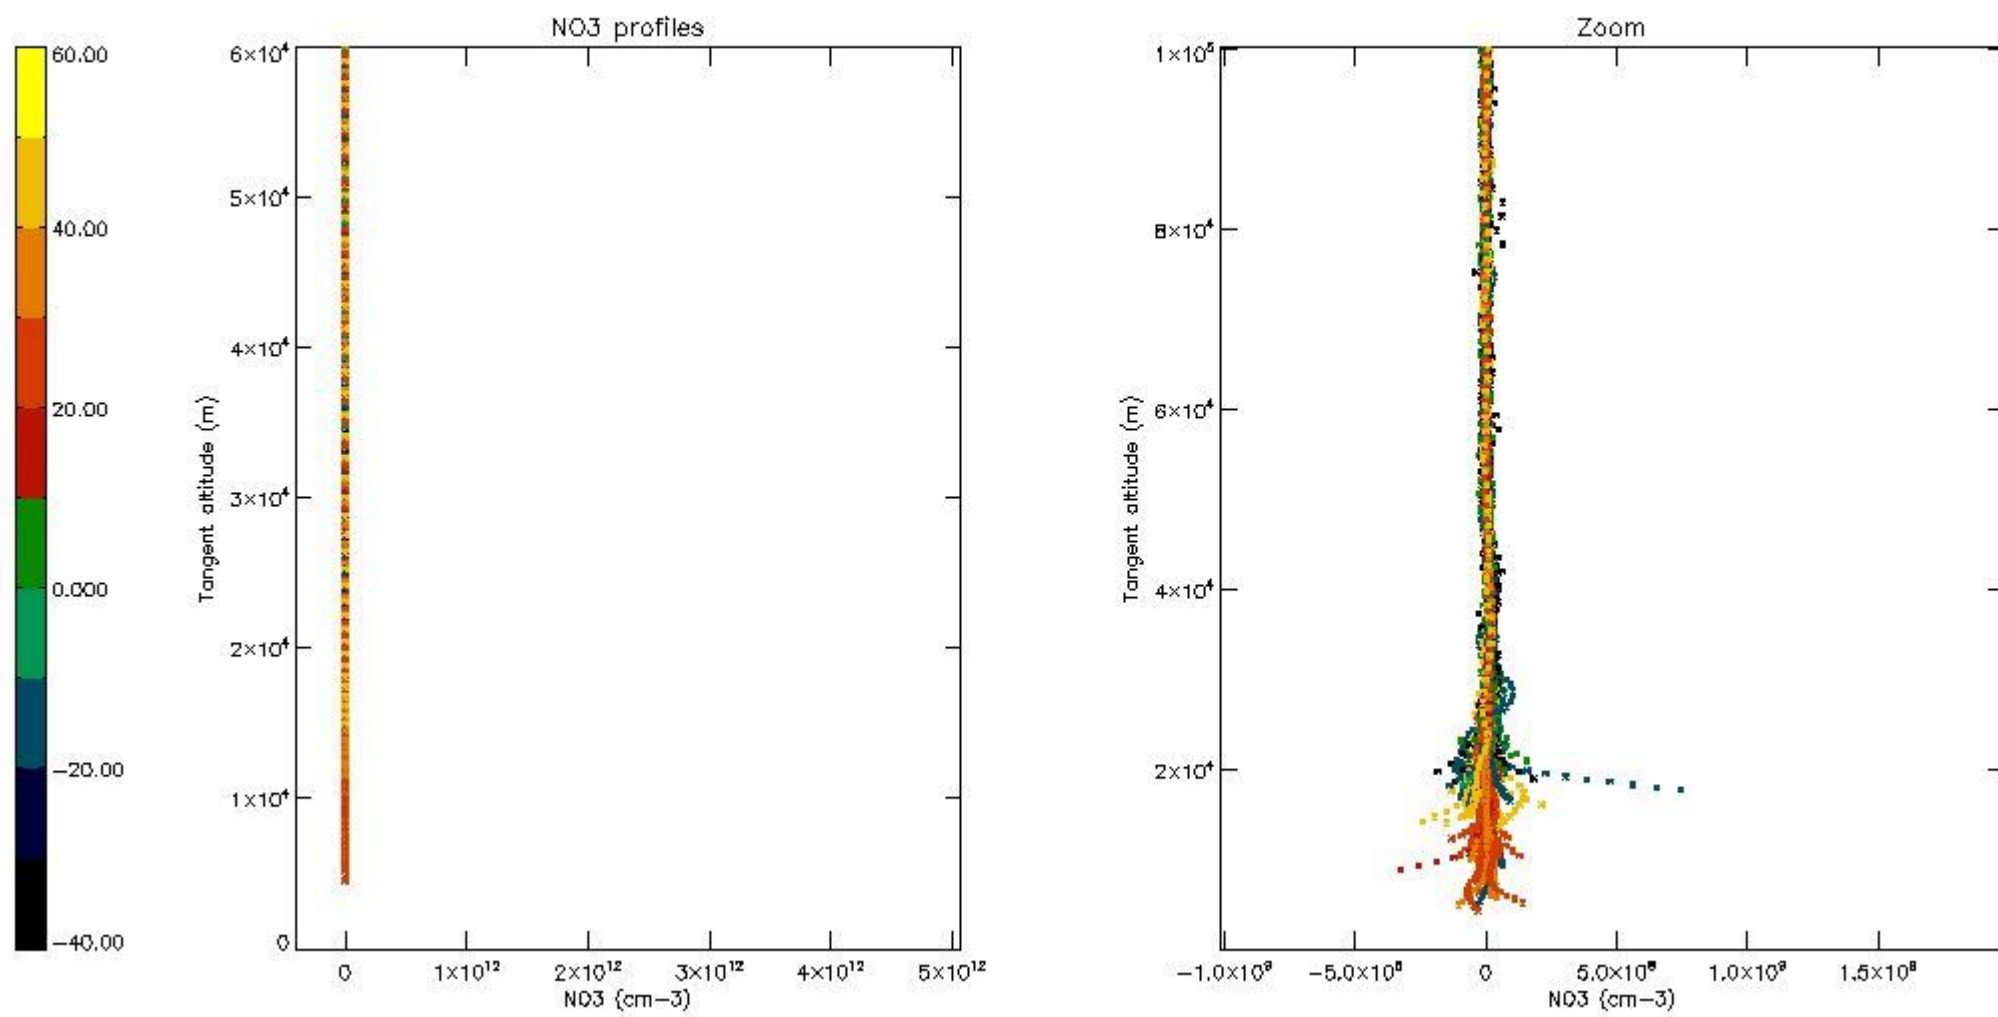 NO3 profiles
60.00
40.00
20.00
0.000
−20.00
−40.00
6×10⁴
5×10⁴
4×10⁴
3×10⁴
2×10⁴
1×10⁴
0
Tangent altitude (m)
0 1×10¹² 2×10¹² 3×10¹² 4×10¹² 5×10¹²
NO3 (cm−3)
Zoom
1×10⁵
8×10⁴
6×10⁴
4×10⁴
2×10⁴
Tangent altitude (m)
−1.0×10⁹ −5.0×10⁸ 0 5.0×10⁸ 1.0×10⁹ 1.5×10⁹
NO3 (cm−3)